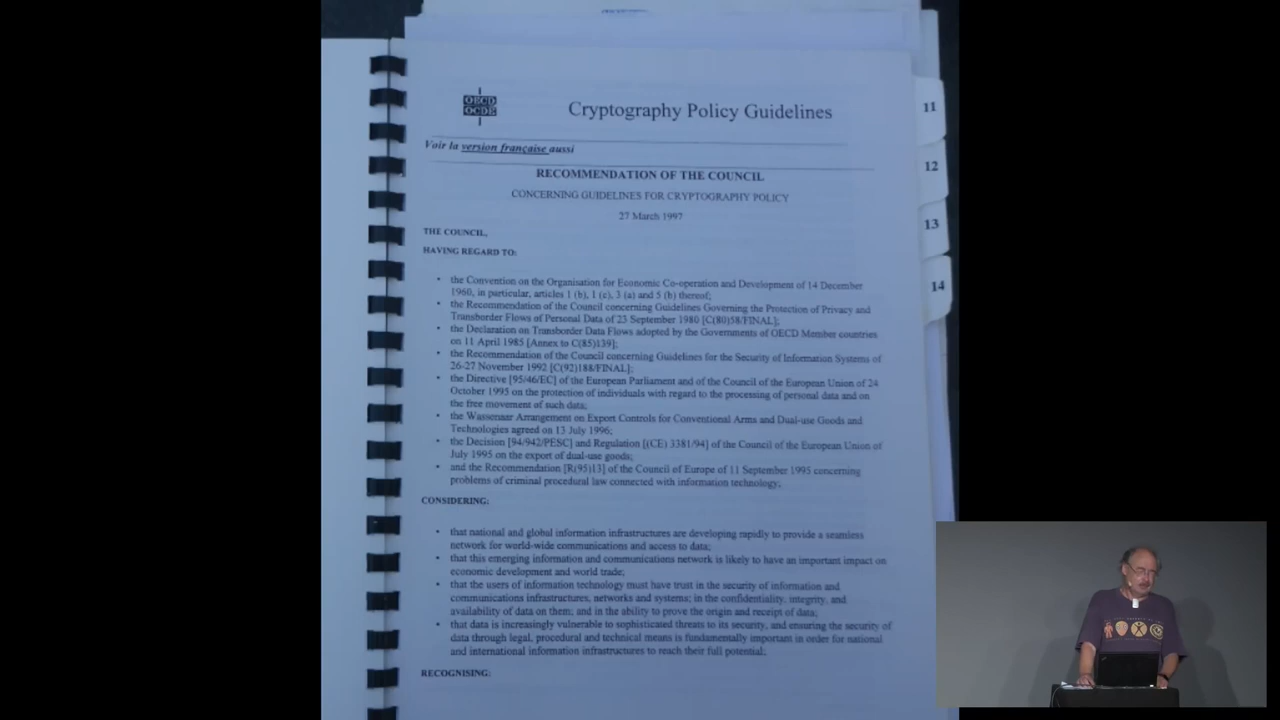 OECD
OCDE
Cryptography Policy Guidelines
Voir la version française aussi
RECOMMENDATION OF THE COUNCIL
CONCERNING GUIDELINES FOR CRYPTOGRAPHY POLICY
27 March 1997
THE COUNCIL,
HAVING REGARD TO:
• the Convention on the Organisation for Economic Co-operation and Development of 14 December
1960, in particular, articles 1 (b), 1 (c), 3 (a) and 5 (b) thereof;
• the Recommendation of the Council concerning Guidelines Governing the Protection of Privacy and
Transborder Flows of Personal Data of 23 September 1980 [C(80)58/FINAL];
• the Declaration on Transborder Data Flows adopted by the Governments of OECD Member countries
on 11 April 1985 [Annex to C(85)139];
• the Recommendation of the Council concerning Guidelines for the Security of Information Systems of
26-27 November 1992 [C(92)188/FINAL];
• the Directive [95/46/EC] of the European Parliament and of the Council of the European Union of 24
October 1995 on the protection of individuals with regard to the processing of personal data and on
the free movement of such data;
• the Wassenaar Arrangement on Export Controls for Conventional Arms and Dual-use Goods and
Technologies agreed on 13 July 1996;
• the Decision [94/942/PESC] and Regulation [(CE) 3381/94] of the Council of the European Union of
July 1995 on the export of dual-use goods;
• and the Recommendation [R(95)13] of the Council of Europe of 11 September 1995 concerning
problems of criminal procedural law connected with information technology;
CONSIDERING:
• that national and global information infrastructures are developing rapidly to provide a seamless
network for world-wide communications and access to data;
• that this emerging information and communications network is likely to have an important impact on
economic development and world trade;
• that the users of information technology must have trust in the security of information and
communications infrastructures, networks and systems; in the confidentiality, integrity, and
availability of data on them; and in the ability to prove the origin and receipt of data;
• that data is increasingly vulnerable to sophisticated threats to its security, and ensuring the security of
data through legal, procedural and technical means is fundamentally important in order for national
and international information infrastructures to reach their full potential;
RECOGNISING:
11
12
13
14